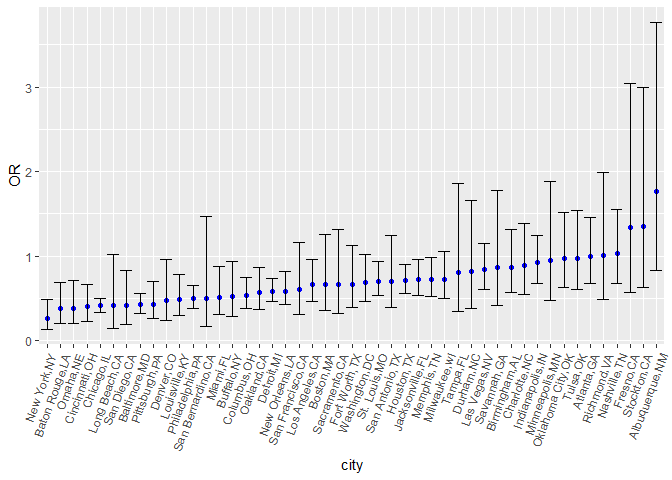 OR
3
2
1
0
New York,NY
Baton Rouge,LA
Omaha,NE
Cincinnati,OH
Chicago,IL
Long Beach,CA
San Diego,CA
Baltimore,MD
Pittsburgh,PA
Denver,CO
Louisville,KY
Philadelphia,PA
San Bernardino,CA
Miami,FL
Buffalo,NY
Columbus,OH
Oakland,CA
Detroit,MI
New Orleans,LA
San Francisco,CA
Los Angeles,CA
Boston,MA
Sacramento,CA
Fort Worth,TX
Washington,DC
St. Louis,MO
San Antonio,TX
Houston,TX
Jacksonville,FL
Memphis,TN
Milwaukee,wI
Tampa,FL
Durham,NC
Las Vegas,NV
Savannah,GA
Birmingham,AL
Charlotte,NC
Indianapolis,IN
Minneapolis,MN
Oklahoma City,OK
Tulsa,OK
Atlanta,GA
Richmond,VA
Nashville,TN
Fresno,CA
Stockton,CA
Albuquerque,NM
city